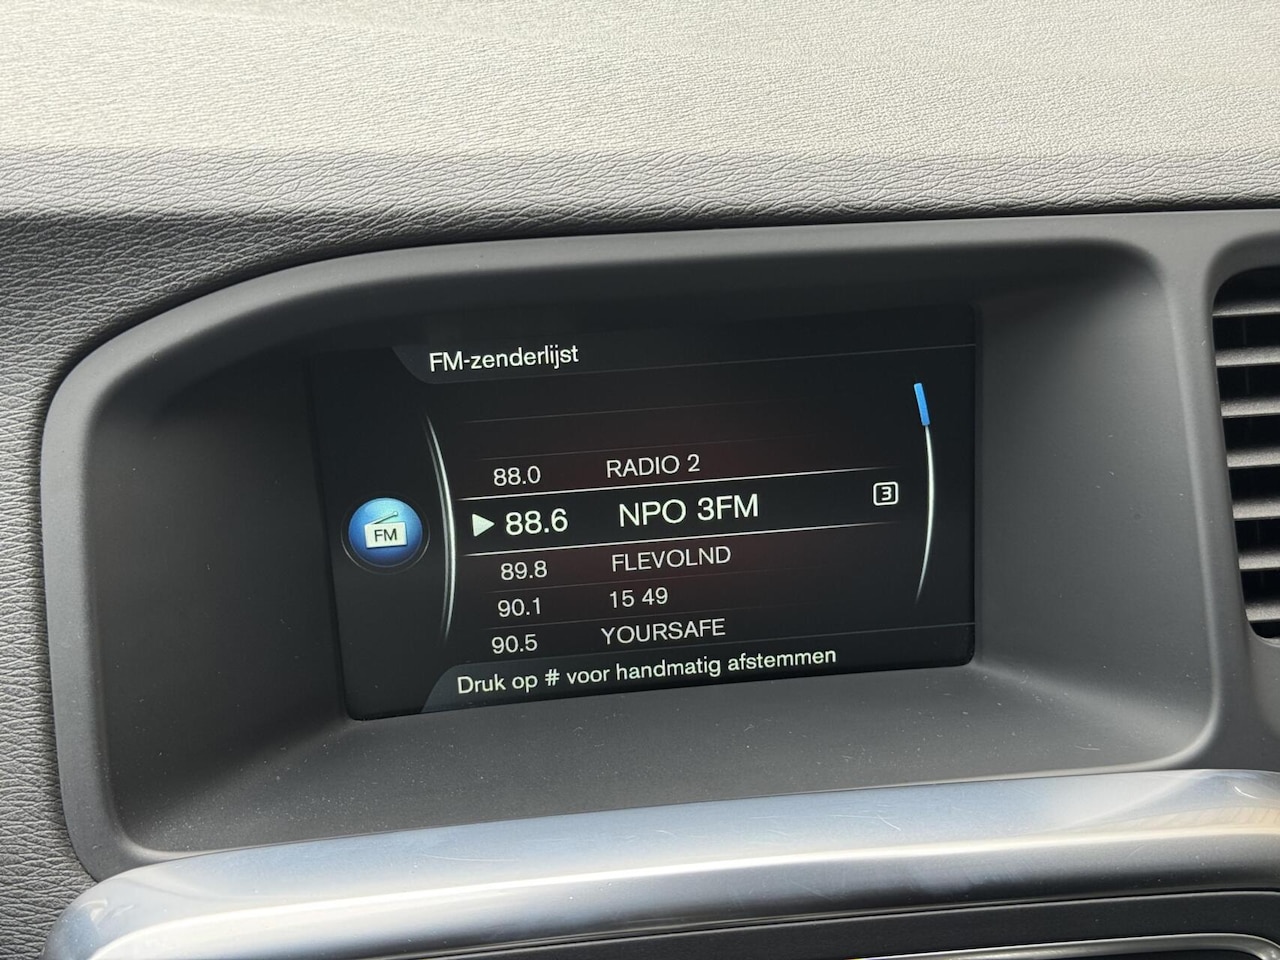 FM-zenderlijst
88.0 RADIO 2
88.6 NPO 3FM 3
FM
89.8 FLEVOLND
90.1 15 49
90.5 YOURSAFE
Druk op # voor handmatig afstemmen